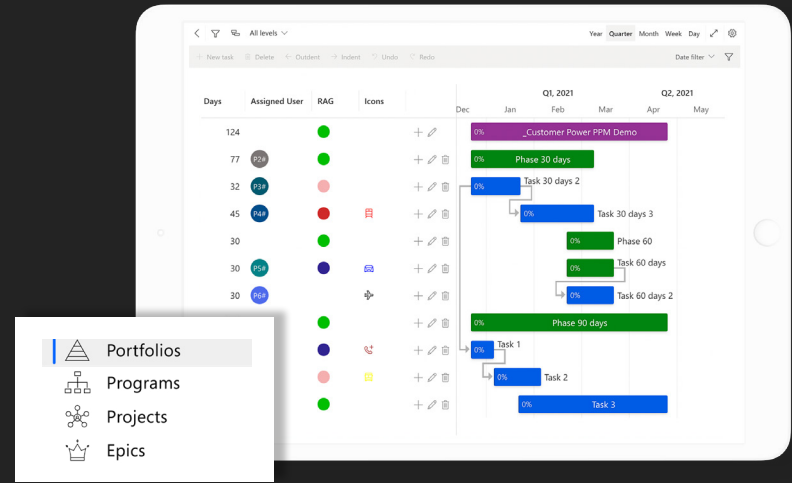 All levels
Year Quarter Month Week Day
+ New task Delete Outdent Indent Undo Redo
Date filter
Days Assigned User RAG Icons
Q1, 2021 Q2, 2021
Dec Jan Feb Mar Apr May
124 0% _Customer Power PPM Demo
77 P2# 0% Phase 30 days
32 P3# 0% Task 30 days 2
45 P4# 0% Task 30 days 3
30 0% Phase 60
30 P5# 0% Task 60 days
30 P6# 0% Task 60 days 2
0% Phase 90 days
0% Task 1
0% Task 2
0% Task 3
Portfolios
Programs
Projects
Epics